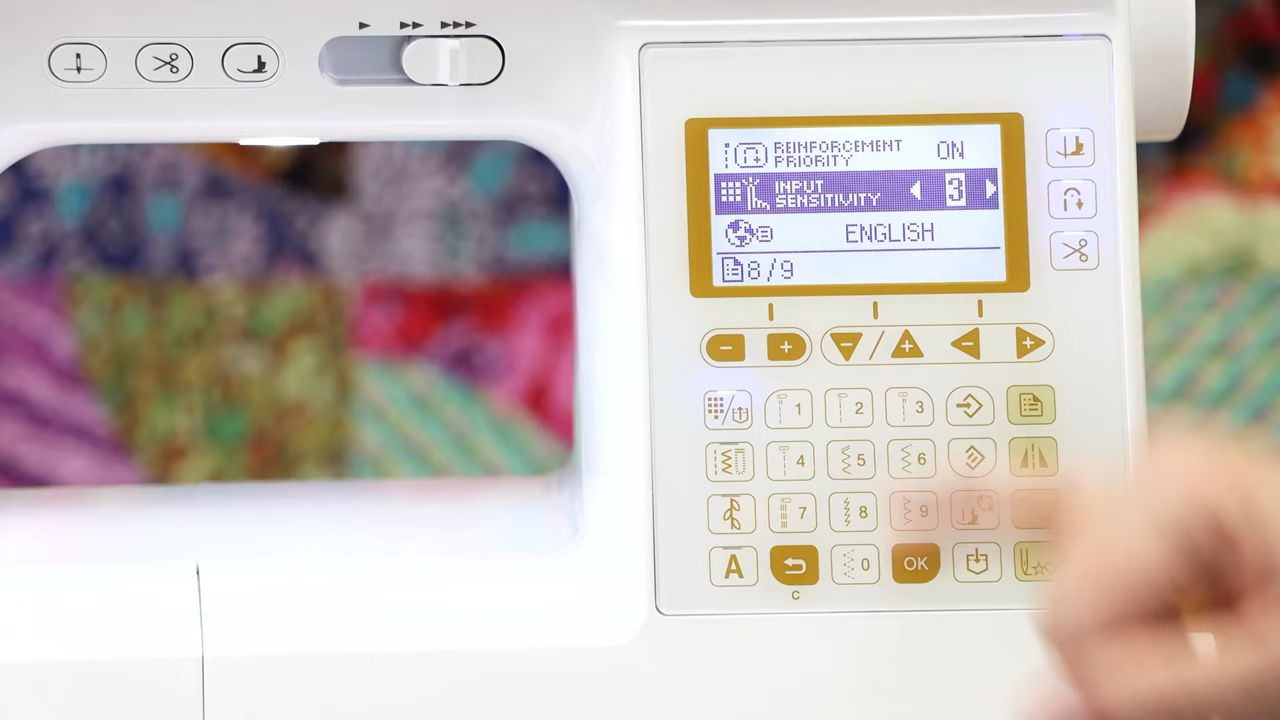 REINFORCEMENT
PRIORITY ON
INPUT
SENSITIVITY 3
ENGLISH
8/9
- + - / + - +
1 2 3
4 5 6
7 8 9
A 0 OK
C